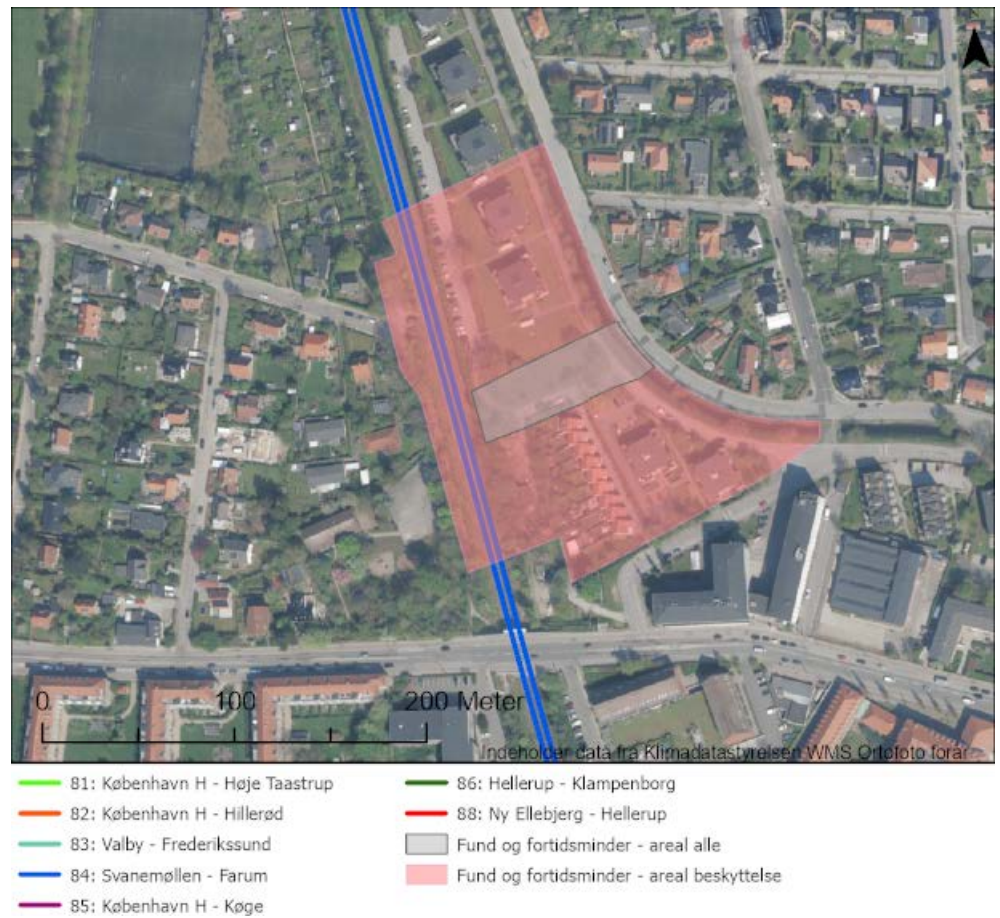 0 100 200 Meter
Indeholder data fra Klimadatastyrelsen WMS Ortofoto forår
81: København H - Høje Taastrup
82: København H - Hillerød
83: Valby - Frederikssund
84: Svanemøllen - Farum
85: København H - Køge
86: Hellerup - Klampenborg
88: Ny Ellebjerg - Hellerup
Fund og fortidsminder - areal alle
Fund og fortidsminder - areal beskyttelse